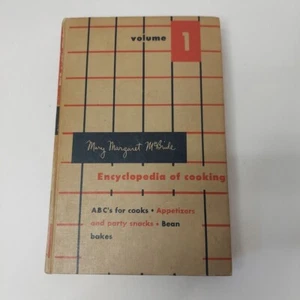 volume 1
Mary Margaret McBride
Encyclopedia of cooking
ABC's for cooks • Appetizers
and party snacks • Bean
bakes